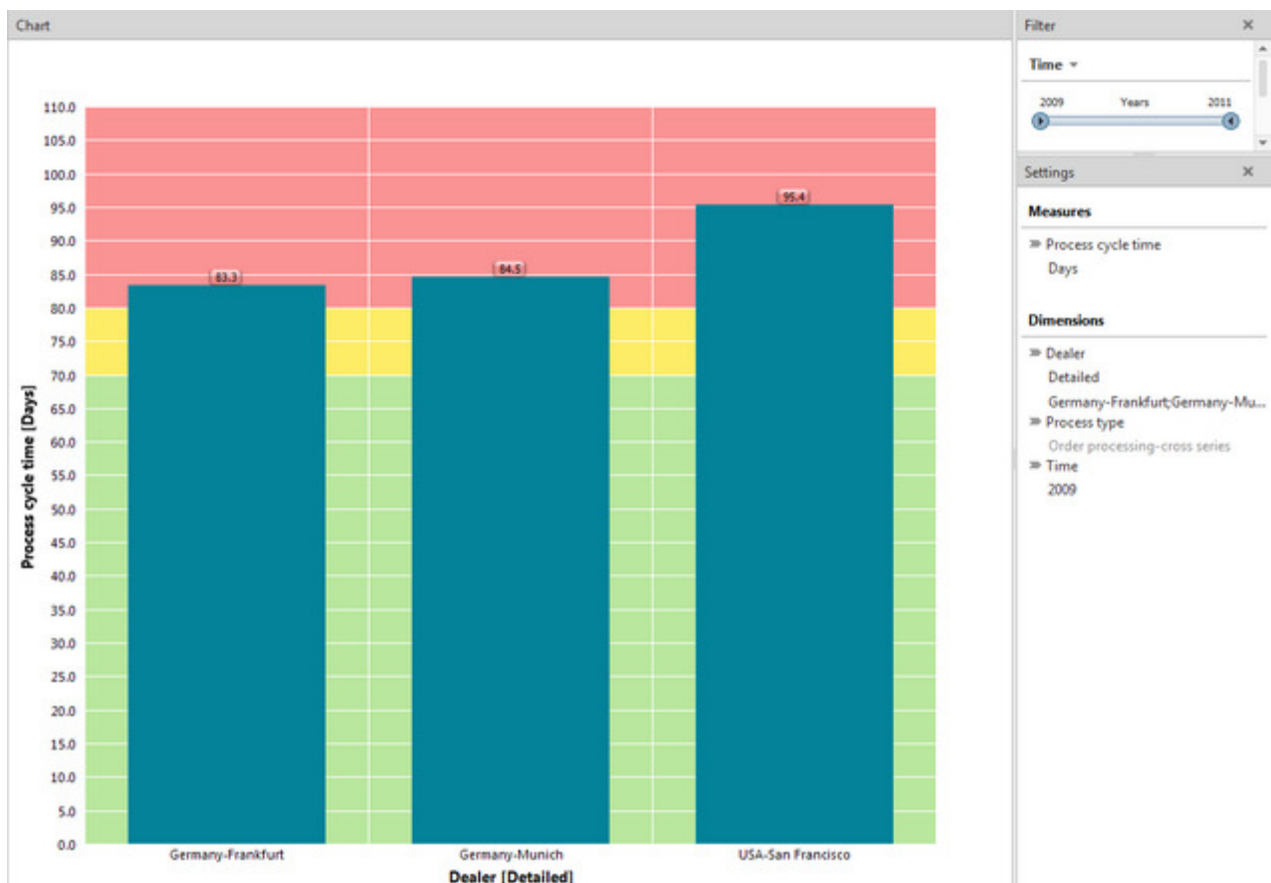 Chart
110.0
105.0
100.0
95.0
90.0
85.0
80.0
75.0
70.0
65.0
60.0
55.0
50.0
45.0
40.0
35.0
30.0
25.0
20.0
15.0
10.0
5.0
0.0
Process cycle time [Days]
83.3
84.5
95.4
Germany-Frankfurt
Germany-Munich
USA-San Francisco
Dealer [Detailed]
Filter
Time
2009 Years 2011
Settings
Measures
Process cycle time
Days
Dimensions
Dealer
Detailed
Germany-Frankfurt;Germany-Mu...
Process type
Order processing-cross series
Time
2009